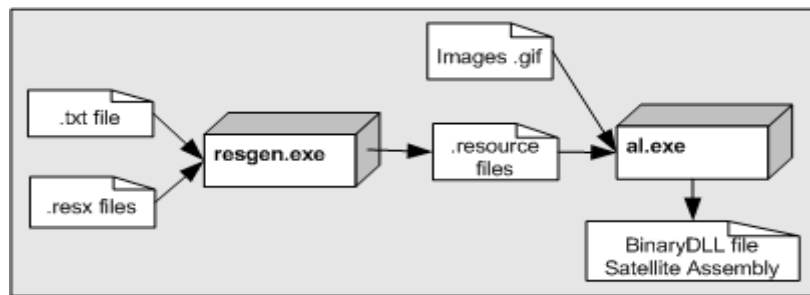 Images .gif
.txt file
resgen.exe
.resource
files
al.exe
.resx files
BinaryDLL file
Satellite Assembly